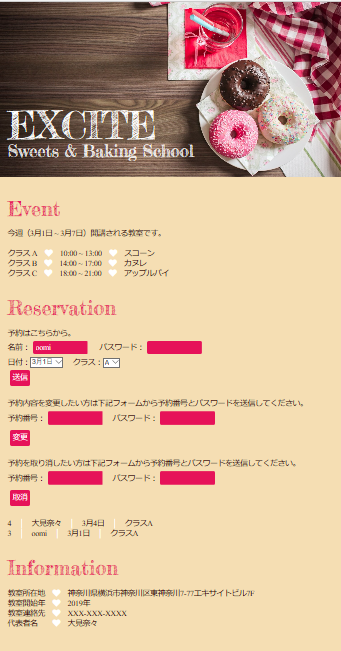 EXCITE
Sweets & Baking School
Event
今週（3月1日～3月7日）開講される教室です。
クラス A 10:00～13:00 スコーン
クラス B 14:00～17:00 カヌレ
クラス C 18:00～21:00 アップルパイ
Reservation
予約はこちらから。
名前： oomi パスワード：
日付： 3月1日 クラス： A
送信
予約内容を変更したい方は下記フォームから予約番号とパスワードを送信してください。
予約番号： パスワード：
変更
予約を取り消したい方は下記フォームから予約番号とパスワードを送信してください。
予約番号： パスワード：
取消
4 大見奈々 3月4日 クラスA
3 oomi 3月1日 クラスA
Information
教室所在地 神奈川県横浜市神奈川区東神奈川7-77エキサイトビル7F
教室開始年 2019年
教室連絡先 XXX-XXX-XXXX
代表者名 大見奈々